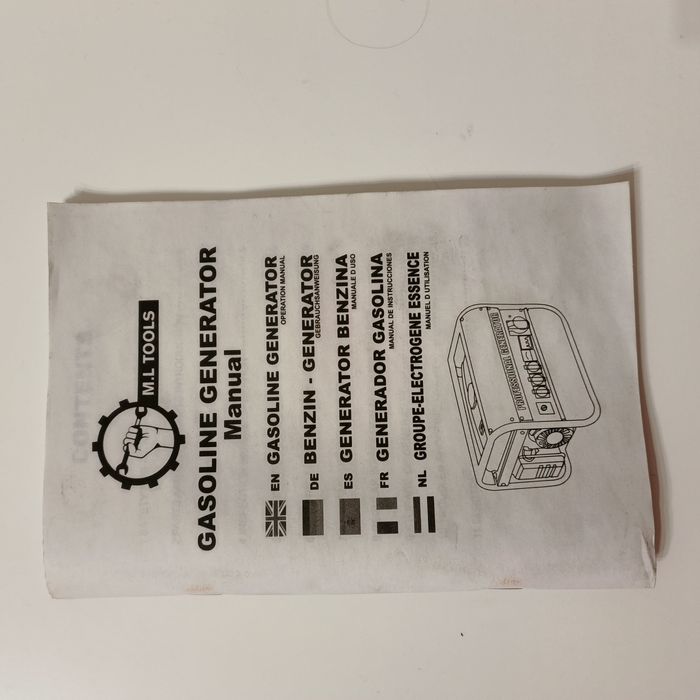 M.L TOOLS
GASOLINE GENERATOR
Manual
EN GASOLINE GENERATOR
OPERATION MANUAL
DE BENZIN - GENERATOR
GEBRAUCHSANWEISUNG
ES GENERATOR BENZINA
MANUALE D USO
FR GENERADOR GASOLINA
MANUAL DE INSTRUCCIONES
NL GROUPE-ELECTROGENE ESSENCE
MANUEL D UTILISATION
PROFESSIONAL GENERATOR